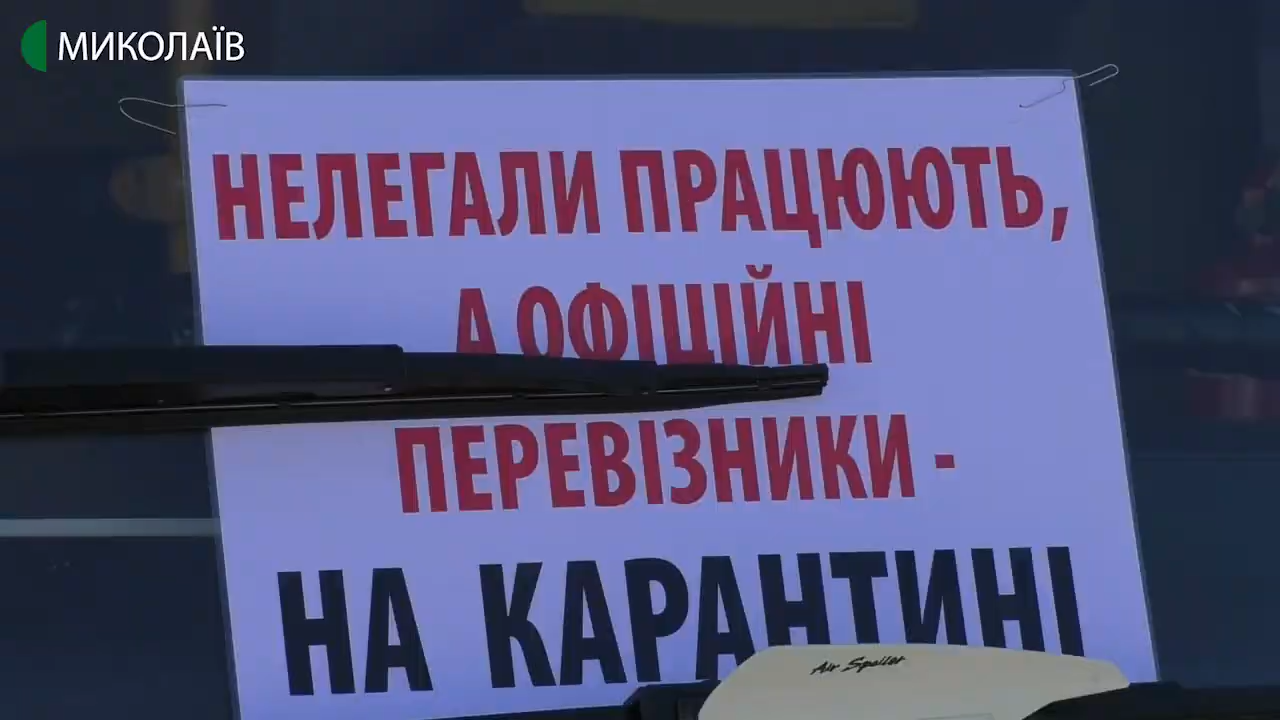 МИКОЛАЇВ
НЕЛЕГАЛИ ПРАЦЮЮТЬ,
А ОФІЦІЙНІ
ПЕРЕВІЗНИКИ -
НА КАРАНТИНІ
Air Spoiler